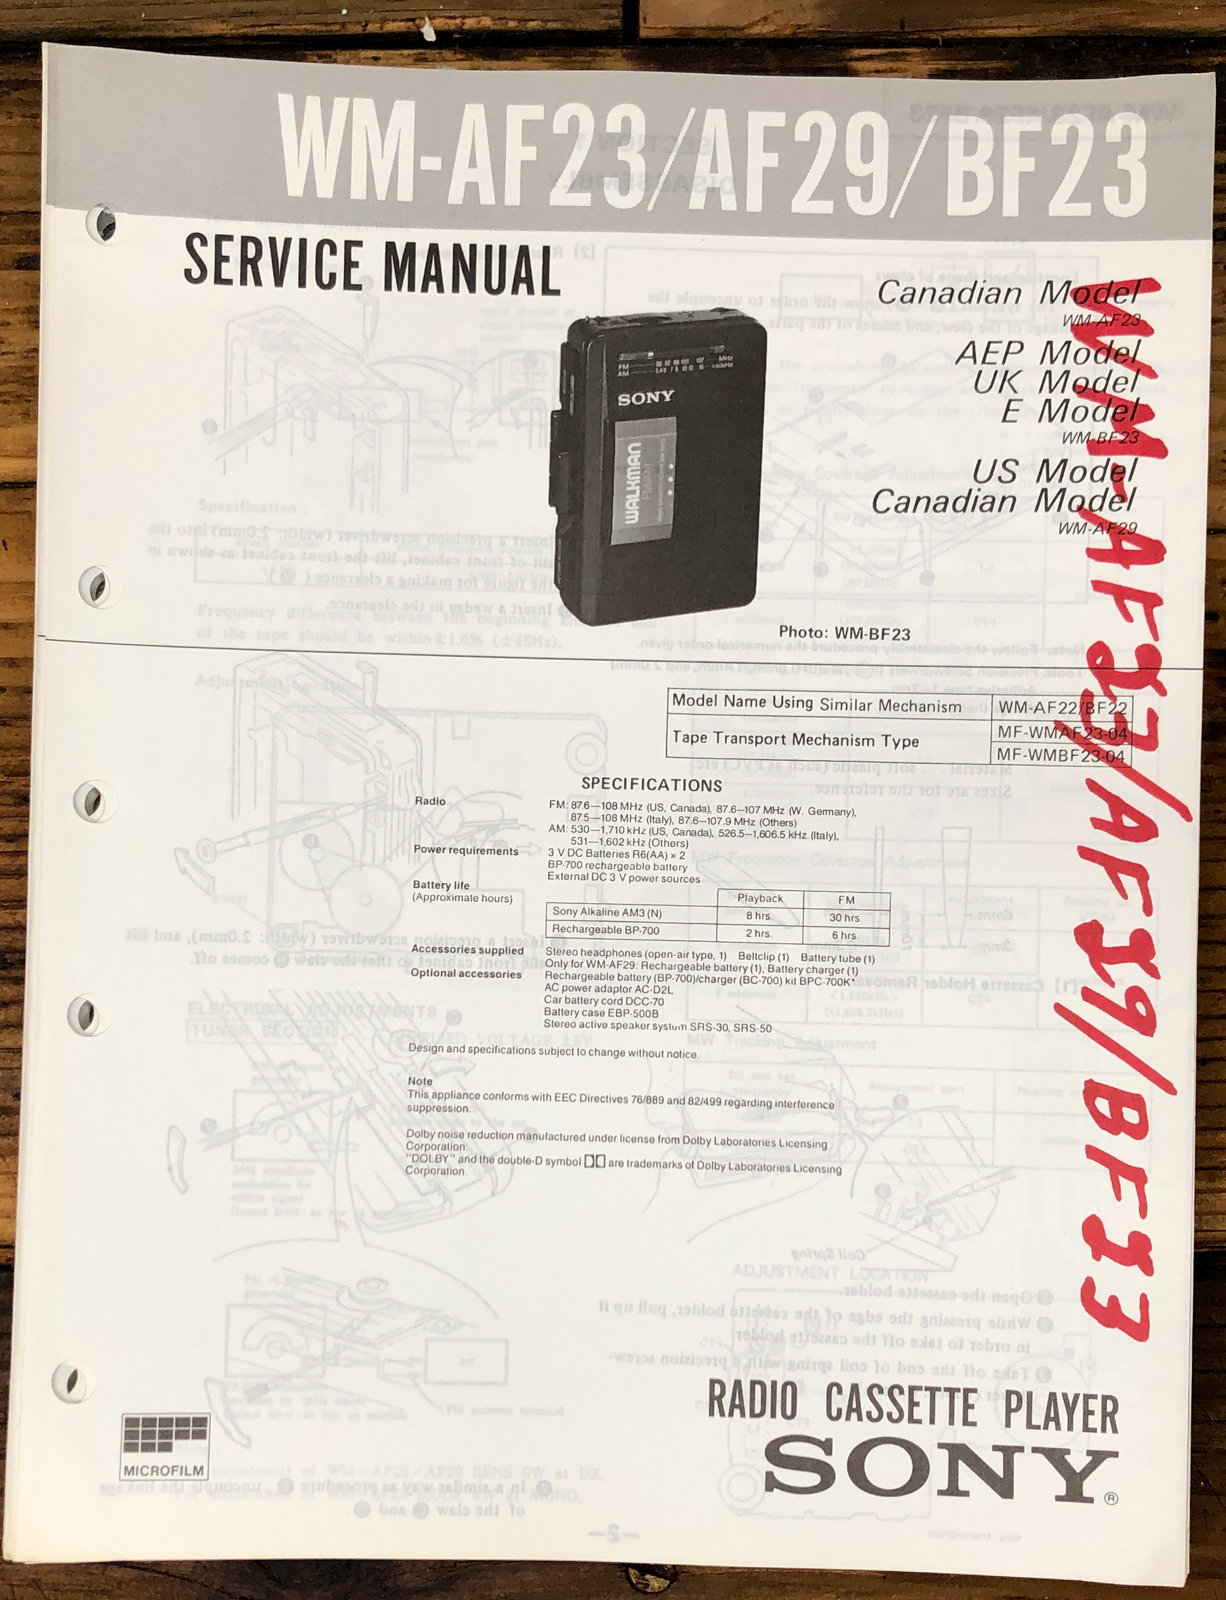 WM-AF23/AF29/BF23
SERVICE MANUAL
Canadian Model
WM-AF23
AEP Model
UK Model
E Model
WM-BF23
US Model
Canadian Model
WM-AF29
FM
AM
MHz
SONY
WALKMAN
Photo: WM-BF23
WM-AF23/AF29/BF23
Model Name Using Similar Mechanism WM-AF22/BF22
Tape Transport Mechanism Type MF-WMAF23-04
MF-WMBF23-04
SPECIFICATIONS
Radio FM: 87.6—108 MHz (US, Canada), 87.6—107 MHz (W. Germany),
87.5—108 MHz (Italy), 87.6—107.9 MHz (Others)
AM: 530—1,710 kHz (US, Canada), 526.5—1,606.5 kHz (Italy),
531—1,602 kHz (Others)
Power requirements 3 V DC Batteries R6(AA) × 2
BP-700 rechargeable battery
External DC 3 V power sources
Battery life
(Approximate hours)
Playback FM
Sony Alkaline AM3 (N) 8 hrs. 30 hrs.
Rechargeable BP-700 2 hrs. 6 hrs.
Accessories supplied Stereo headphones (open-air type, 1) Beltclip (1) Battery tube (1)
Only for WM-AF29: Rechargeable battery (1), Battery charger (1)
Optional accessories Rechargeable battery (BP-700)/charger (BC-700) kit BPC-700K*
AC power adaptor AC-D2L
Car battery cord DCC-70
Battery case EBP-500B
Stereo active speaker system SRS-30, SRS-50
Design and specifications subject to change without notice.
Note
This appliance conforms with EEC Directives 76/889 and 82/499 regarding interference
suppression.
Dolby noise reduction manufactured under license from Dolby Laboratories Licensing
Corporation.
"DOLBY" and the double-D symbol are trademarks of Dolby Laboratories Licensing
Corporation.
RADIO CASSETTE PLAYER
SONY®
MICROFILM